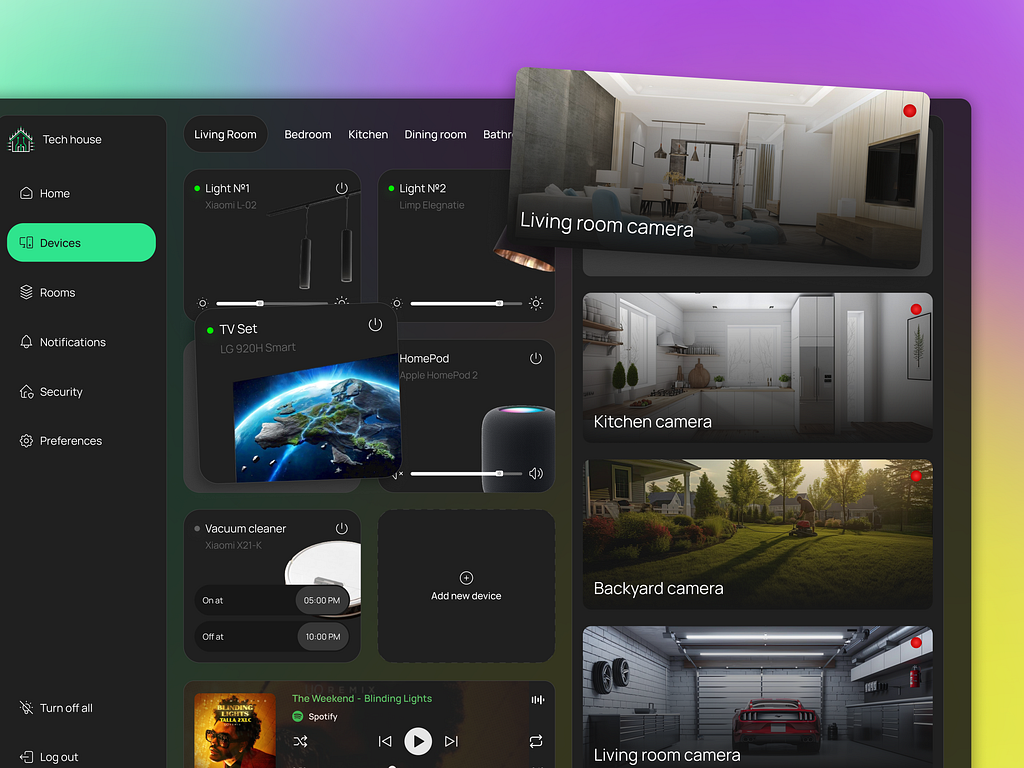 Tech house
Home
Devices
Rooms
Notifications
Security
Preferences
Turn off all
Log out
Living Room
Bedroom
Kitchen
Dining room
Bathr
Light №1
Xiaomi L-02
Light №2
Limp Elegnatie
TV Set
LG 920H Smart
HomePod
Apple HomePod 2
Vacuum cleaner
Xiaomi X21-K
On at
05:00 PM
Off at
10:00 PM
Add new device
BLINDING
LIGHTS
TALLA 2XLC
The Weekend - Blinding Lights
Spotify
Living room camera
Kitchen camera
Backyard camera
Living room camera